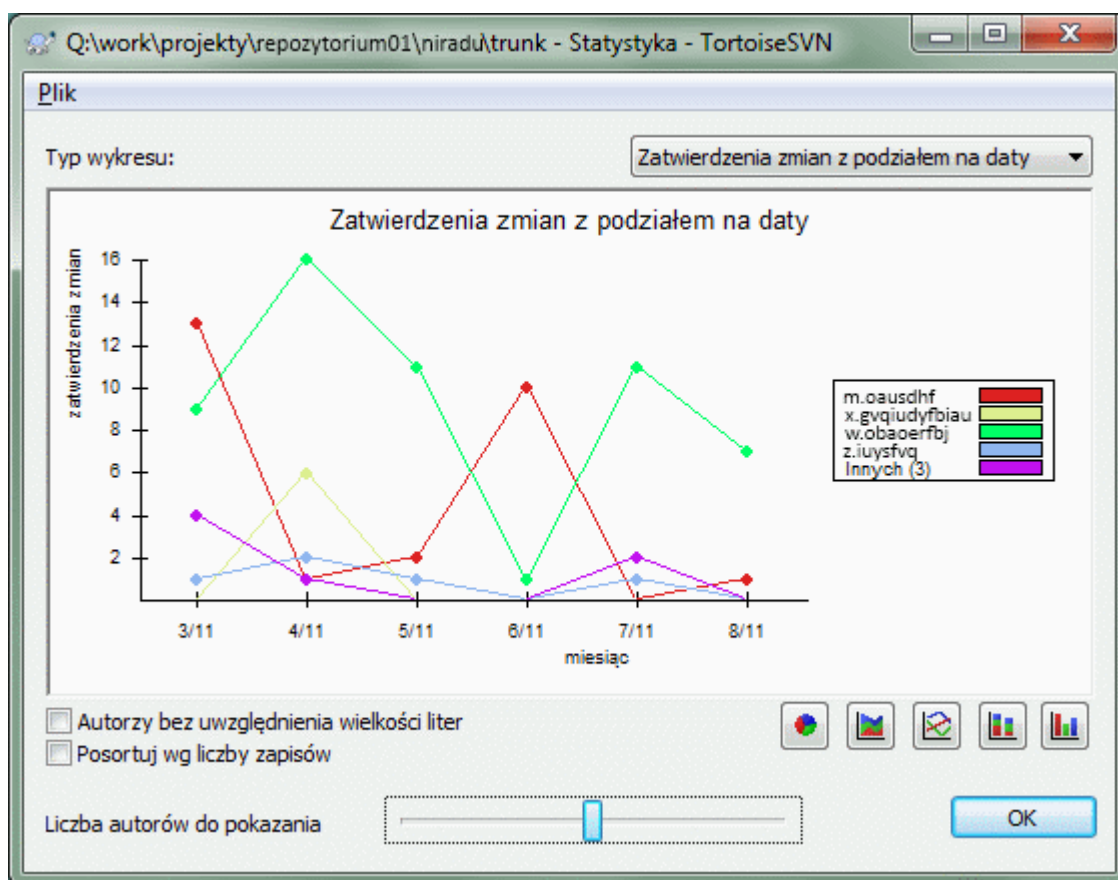 Q:\work\projekty\repozytorium01\niradu\trunk - Statystyka - TortoiseSVN
Plik
Typ wykresu:
Zatwierdzenia zmian z podziałem na daty
Zatwierdzenia zmian z podziałem na daty
zatwierdzenia zmian
16
14
12
10
8
6
4
2
3/11 4/11 5/11 6/11 7/11 8/11
miesiąc
m.oausdhf
x.gvqiudyfbiau
w.obaoerfbj
z.iuysfvq
Innych (3)
Autorzy bez uwzględnienia wielkości liter
Posortuj wg liczby zapisów
Liczba autorów do pokazania
OK